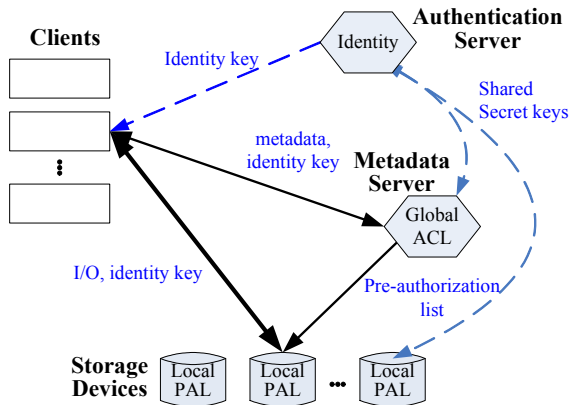 Clients
Authentication
Server
Identity
Identity key
Shared
Secret keys
metadata,
identity key
Metadata
Server
Global
ACL
I/O, identity key
Pre-authorization
list
Storage
Devices
Local
PAL
Local
PAL
Local
PAL